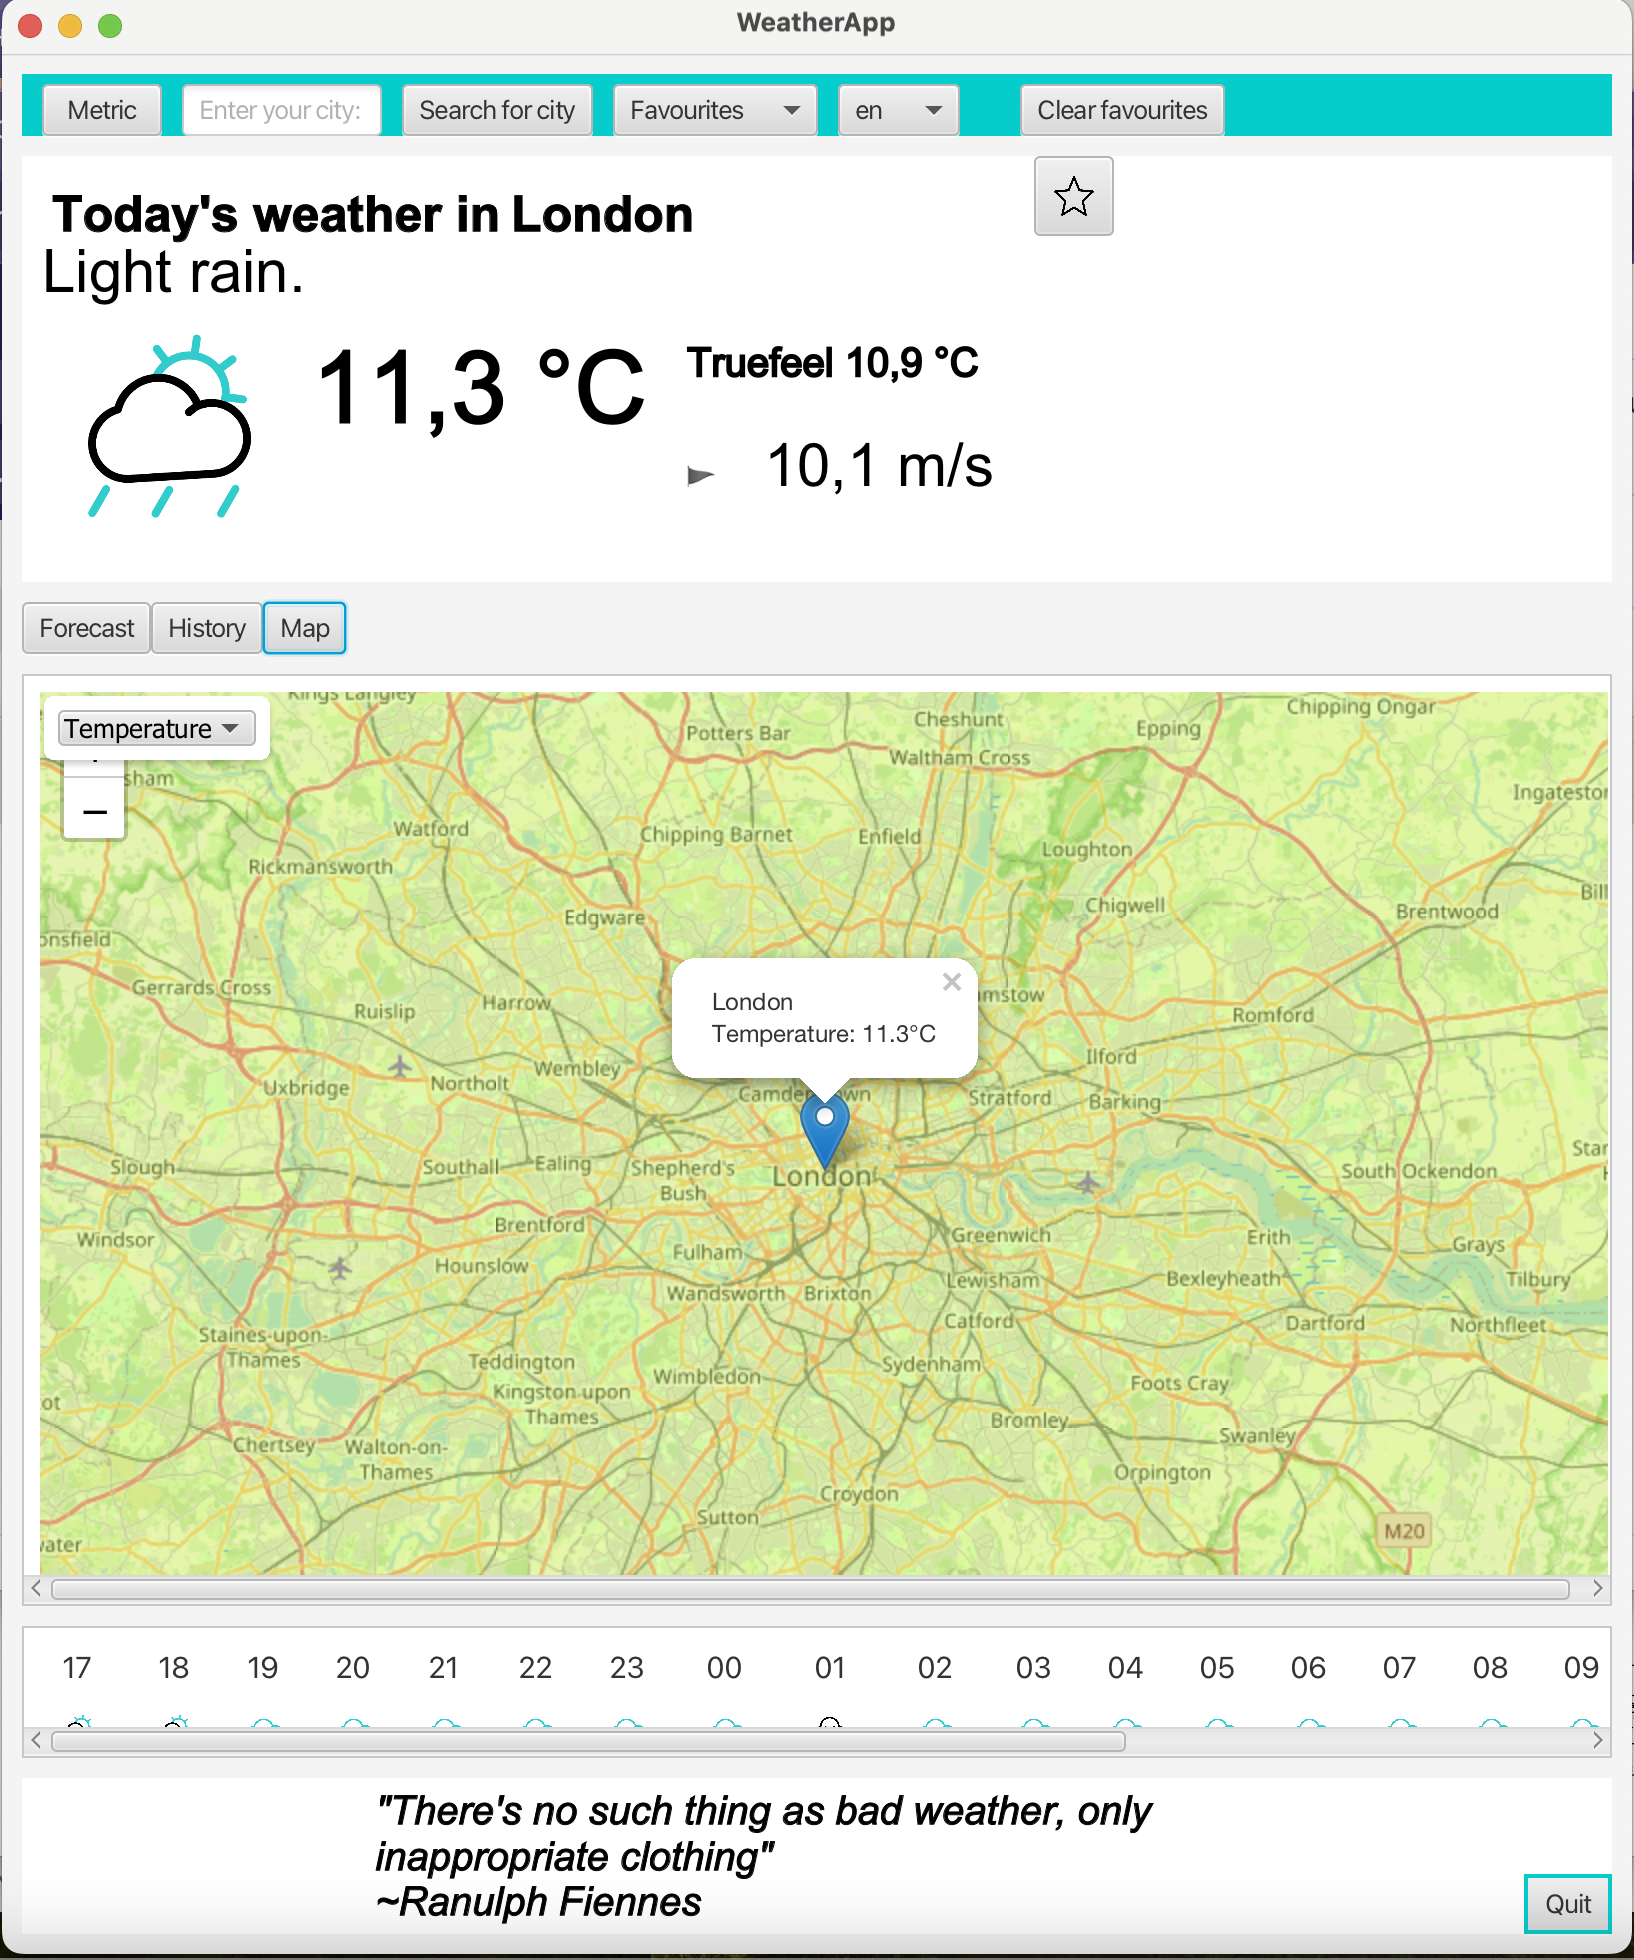 WeatherApp
Metric
Enter your city:
Search for city
Favourites
en
Clear favourites
Today's weather in London
Light rain.
11,3 °C
Truefeel 10,9 °C
10,1 m/s
Forecast
History
Map
Temperature
Kings Langley
Potters Bar
Cheshunt
Waltham Cross
Epping
Chipping Ongar
sham
Watford
Chipping Barnet
Enfield
Loughton
Ingatestor
Rickmansworth
Edgware
Chigwell
Brentwood
Bill
onsfield
Gerrards Cross
Ruislip
Harrow
London
Temperature: 11.3°C
×
mstow
Romford
Uxbridge
Northolt
Wembley
Ilford
Camden Town
Stratford
Barking
Slough
Southall
Ealing
Shepherd's
Bush
London
South Ockendon
Star
Windsor
Brentford
Fulham
Greenwich
Erith
Grays
Hounslow
Wandsworth
Brixton
Lewisham
Bexleyheath
Tilbury
Staines-upon-
Thames
Teddington
Catford
Dartford
Northfleet
Wimbledon
Sydenham
Kingston upon
Thames
Foots Cray
ot
Bromley
Swanley
Chertsey
Walton-on-
Thames
Orpington
Croydon
Sutton
M20
vater
17 18 19 20 21 22 23 00 01 02 03 04 05 06 07 08 09
"There's no such thing as bad weather, only
inappropriate clothing"
~Ranulph Fiennes
Quit